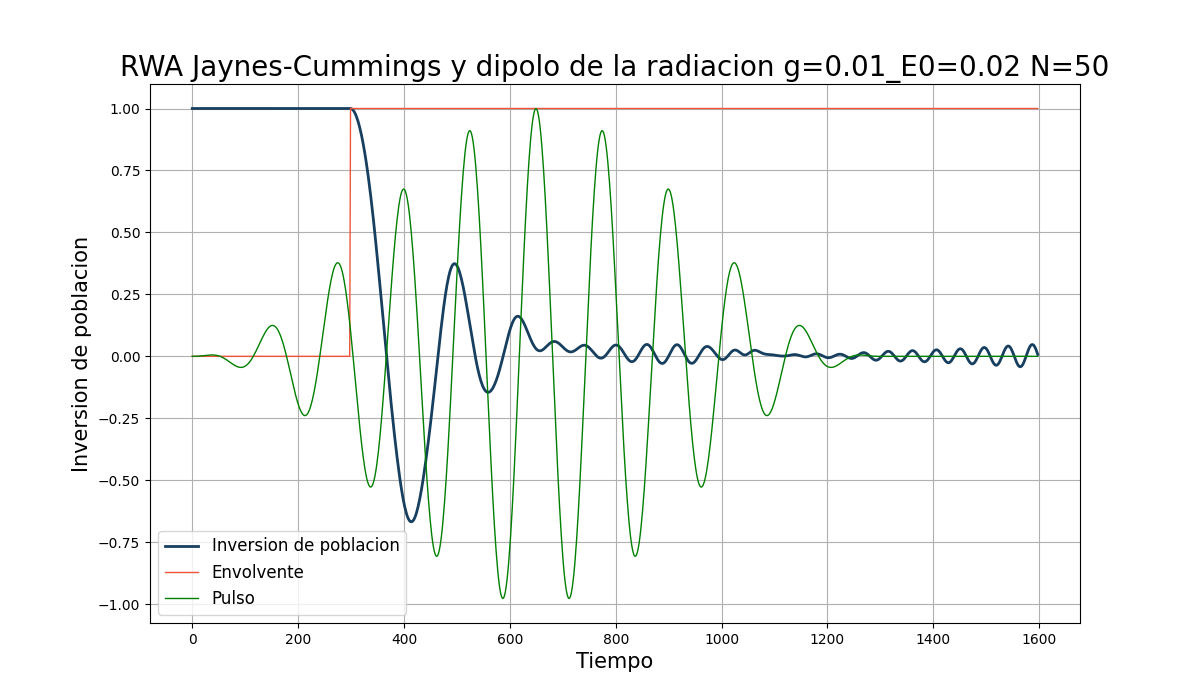 RWA Jaynes-Cummings y dipolo de la radiacion g=0.01_E0=0.02 N=50
1.00
0.75
0.50
0.25
0.00
−0.25
−0.50
−0.75
−1.00
Inversion de poblacion
Inversion de poblacion
Envolvente
Pulso
0 200 400 600 800 1000 1200 1400 1600
Tiempo